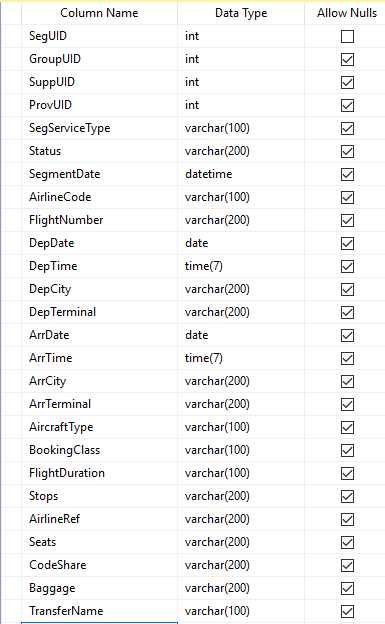 Column Name Data Type Allow Nulls
SegUID int
GroupUID int
SuppUID int
ProvUID int
SegServiceType varchar(100)
Status varchar(200)
SegmentDate datetime
AirlineCode varchar(100)
FlightNumber varchar(200)
DepDate date
DepTime time(7)
DepCity varchar(200)
DepTerminal varchar(200)
ArrDate date
ArrTime time(7)
ArrCity varchar(200)
ArrTerminal varchar(200)
AircraftType varchar(100)
BookingClass varchar(100)
FlightDuration varchar(100)
Stops varchar(200)
AirlineRef varchar(200)
Seats varchar(200)
CodeShare varchar(200)
Baggage varchar(200)
TransferName varchar(100)